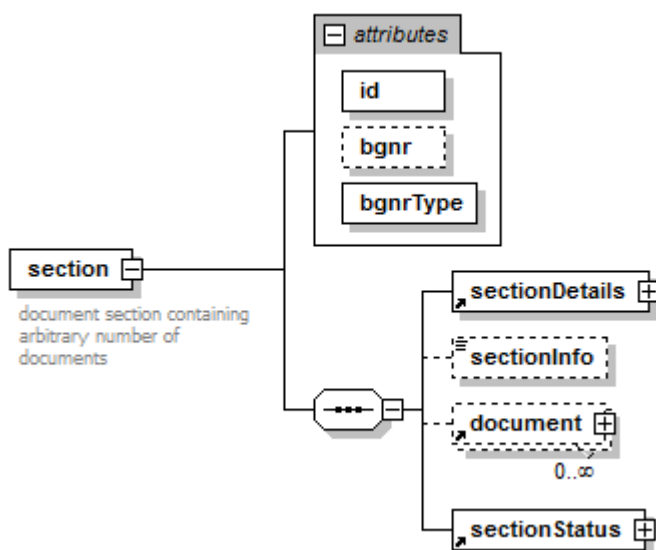 attributes
id
bgnr
bgnrType
section
document section containing
arbitrary number of
documents
sectionDetails
sectionInfo
document
0..∞
sectionStatus